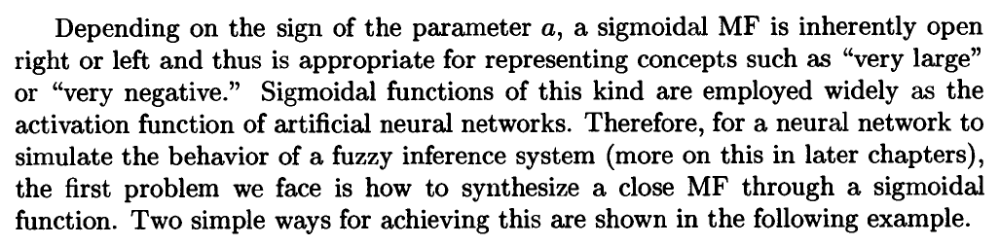 Depending on the sign of the parameter a, a sigmoidal MF is inherently open
right or left and thus is appropriate for representing concepts such as “very large”
or “very negative.” Sigmoidal functions of this kind are employed widely as the
activation function of artificial neural networks. Therefore, for a neural network to
simulate the behavior of a fuzzy inference system (more on this in later chapters),
the first problem we face is how to synthesize a close MF through a sigmoidal
function. Two simple ways for achieving this are shown in the following example.